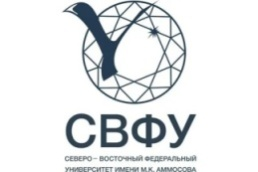 СВФУ
СЕВЕРО – ВОСТОЧНЫЙ ФЕДЕРАЛЬНЫЙ
УНИВЕРСИТЕТ ИМЕНИ М.К. АММОСОВА